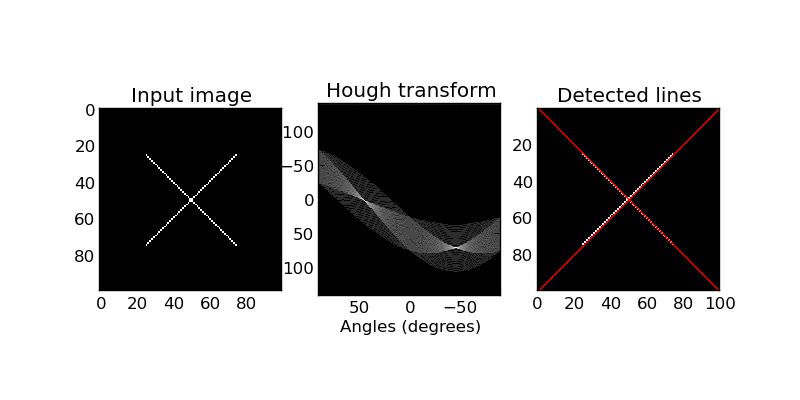 Input image
0
20
40
60
80
0 20 40 60 80
Hough transform
100
−50
0
50
100
50 0 −50
Angles (degrees)
Detected lines
20
40
60
80
0 20 40 60 80 100